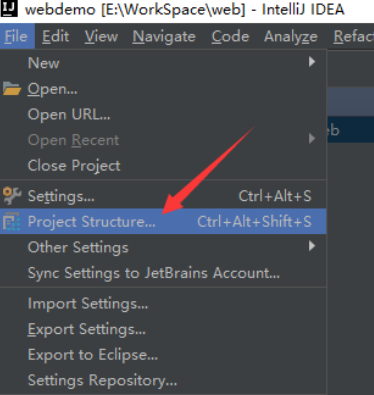 IJ webdemo [E:\WorkSpace\web] - IntelliJ IDEA
File Edit View Navigate Code Analyze Refac
New
Open...
Open URL...
Open Recent
eb
Close Project
Settings... Ctrl+Alt+S
Project Structure... Ctrl+Alt+Shift+S
Other Settings
Sync Settings to JetBrains Account...
Import Settings...
Export Settings...
Export to Eclipse...
Settings Repository...